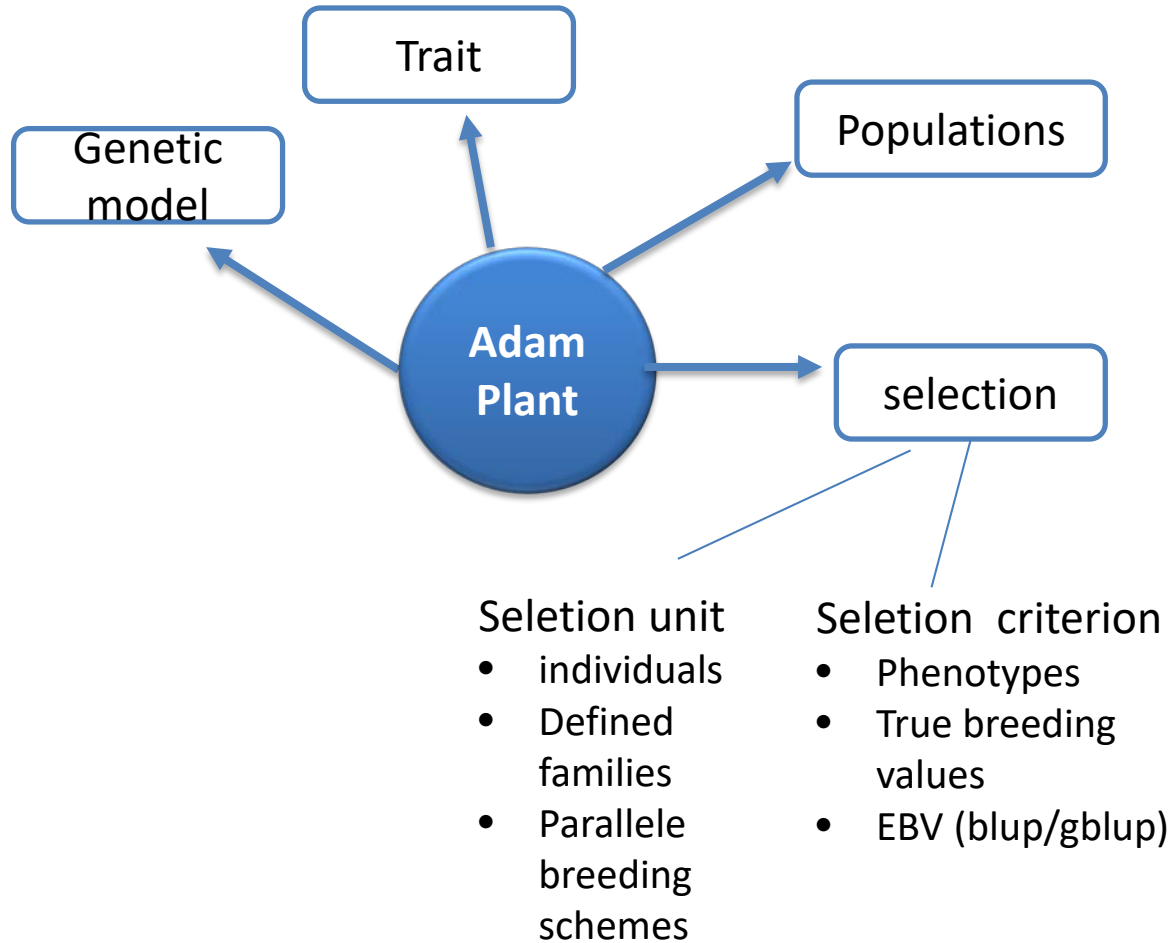 Trait
Populations
Genetic
model
Adam
Plant
selection
Seletion unit
• individuals
• Defined
families
• Parallele
breeding
schemes
Seletion criterion
• Phenotypes
• True breeding
values
• EBV (blup/gblup)